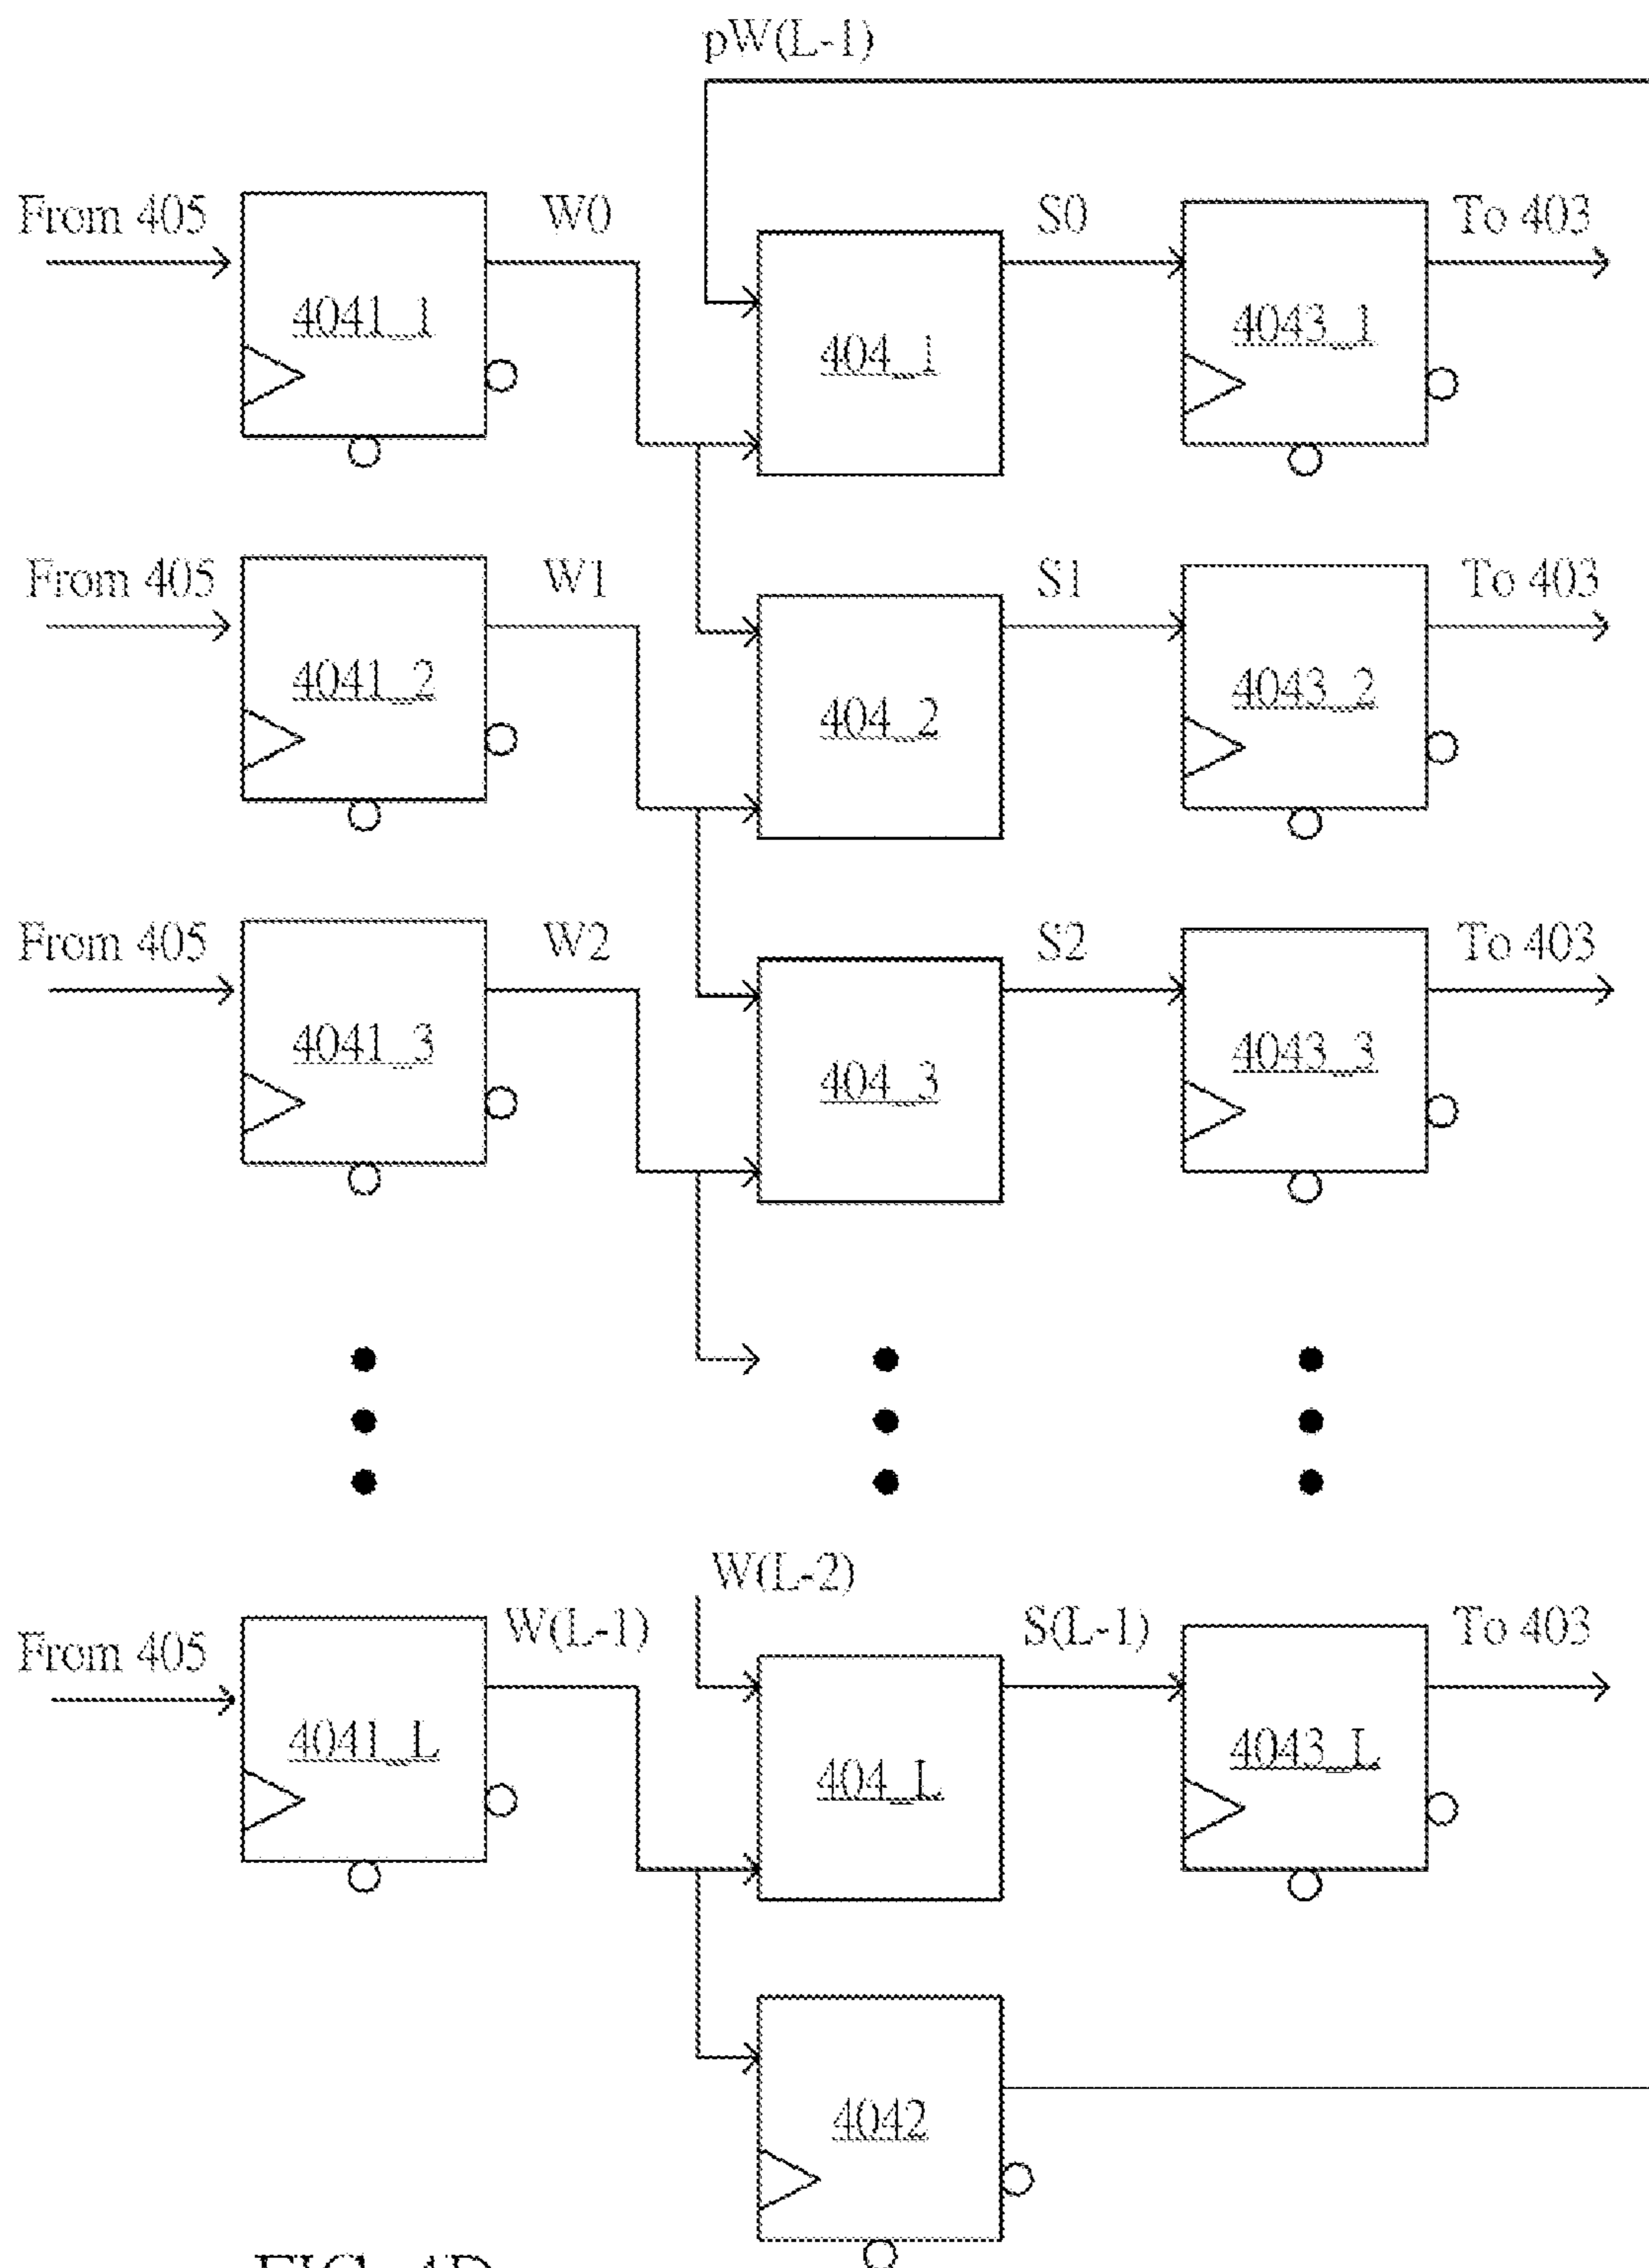 pW(L-1)
From 405 W0 S0 To 403
4041_1 404_1 4043_1
From 405 W1 S1 To 403
4041_2 404_2 4043_2
From 405 W2 S2 To 403
4041_3 404_3 4043_3
W(L-2)
From 405 W(L-1) S(L-1) To 403
4041_L 404_L 4043_L
4042